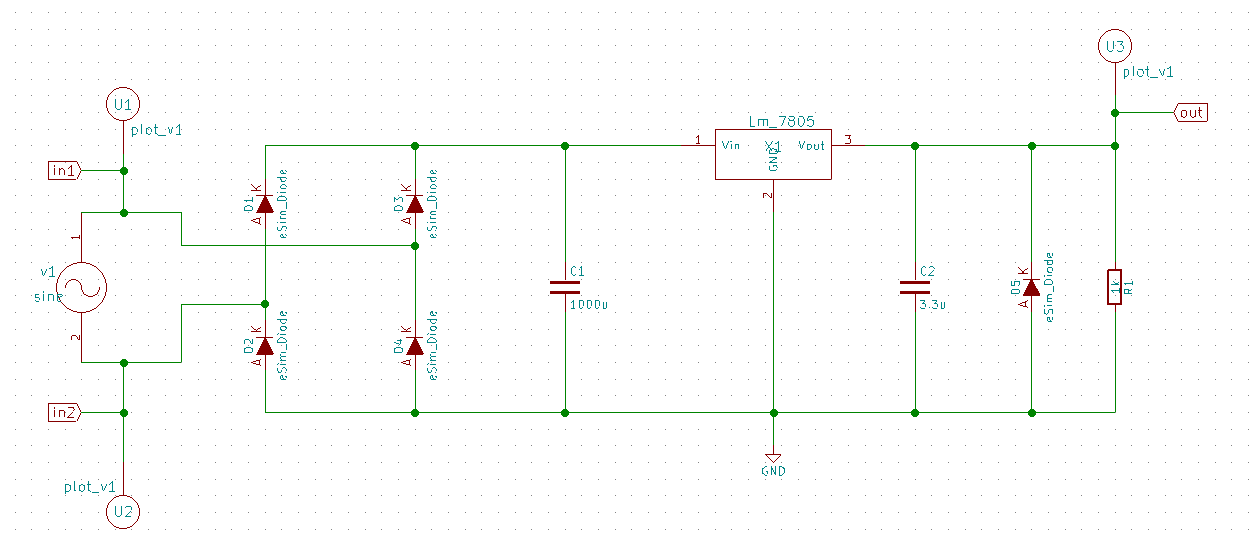 U3
plot_v1
out
U1
plot_v1
in1
Lm_7805
1
Vin
X1
GND
Vout
3
2
D1
K
A
eSim_Diode
D3
K
A
eSim_Diode
v1
sine
1
2
C1
1000u
C2
3.3u
D5
K
A
eSim_Diode
1k
R1
D2
K
A
eSim_Diode
D4
K
A
eSim_Diode
in2
GND
plot_v1
U2